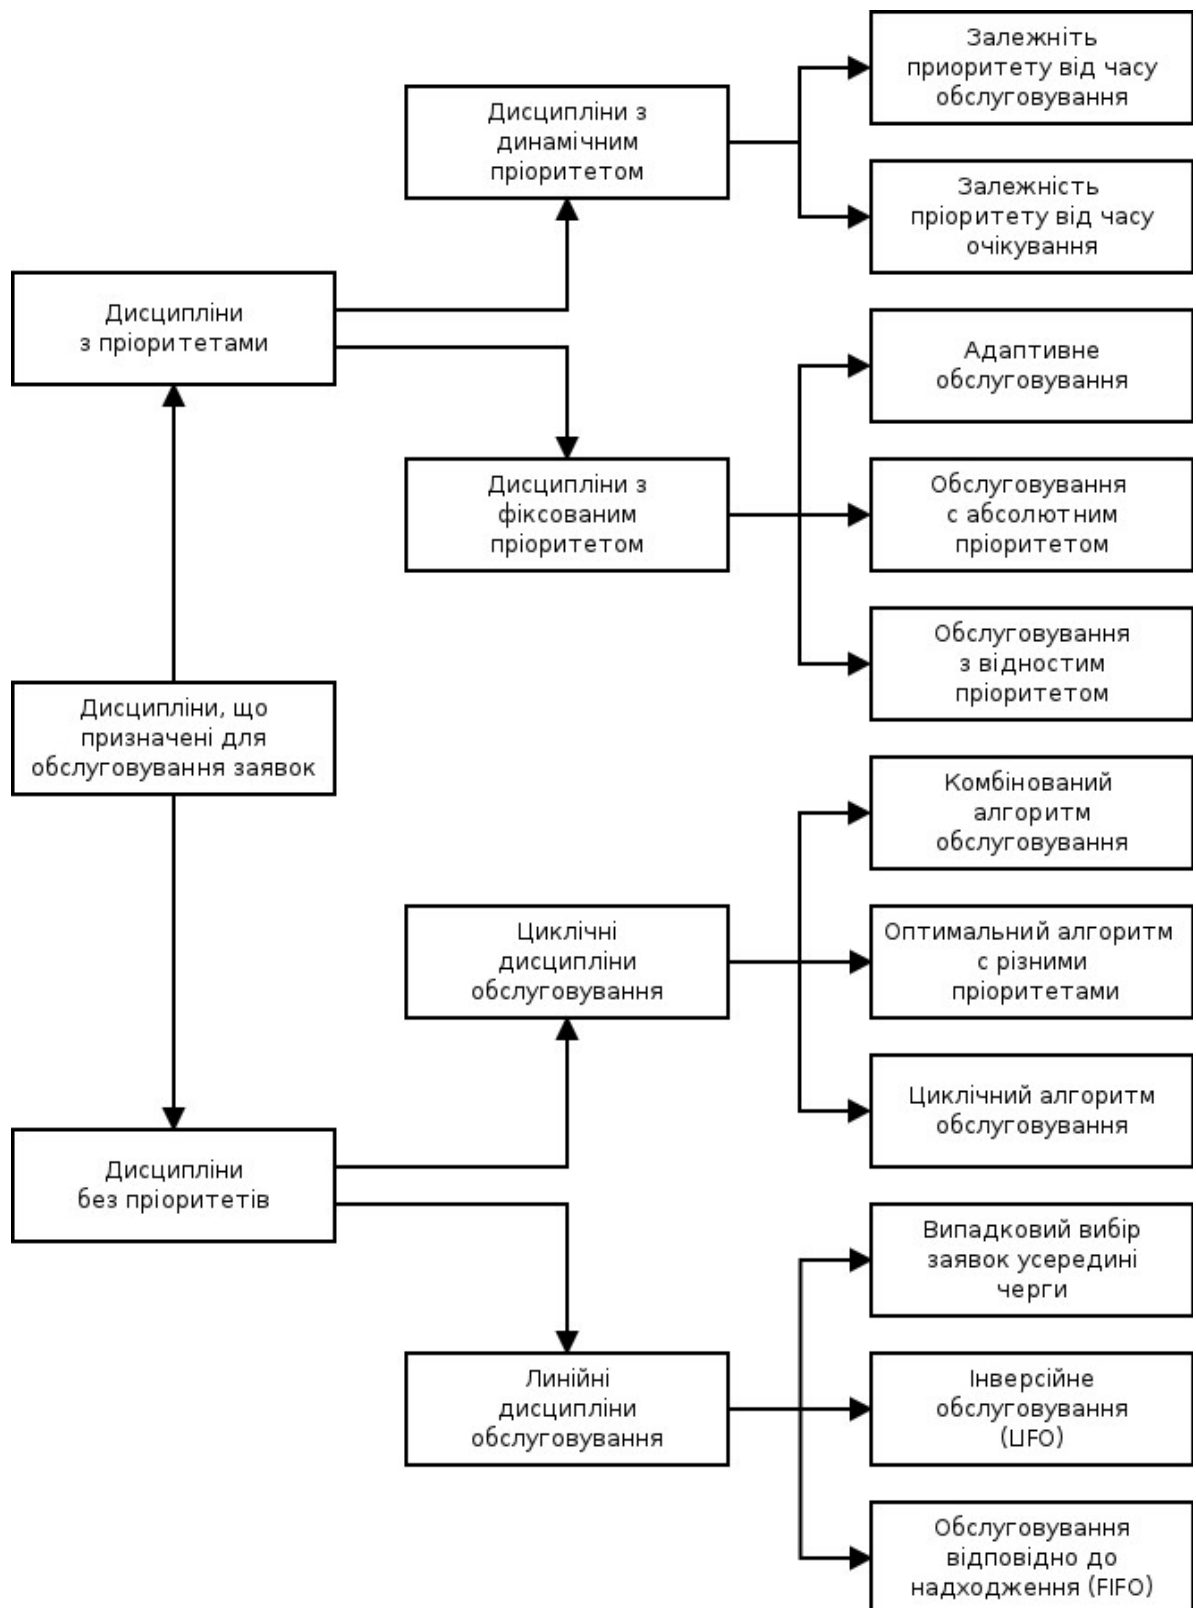 Залежніть
приоритету від часу
обслуговування
Дисципліни з
динамічним
пріоритетом
Залежність
пріоритету від часу
очікування
Дисципліни
з пріоритетами
Адаптивне
обслуговування
Дисципліни з
фіксованим
пріоритетом
Обслуговування
с абсолютним
пріоритетом
Обслуговування
з відностим
пріоритетом
Дисципліни, що
призначені для
обслуговування заявок
Комбінований
алгоритм
обслуговування
Циклічні
дисципліни
обслуговування
Оптимальний алгоритм
с різними
пріоритетами
Циклічний алгоритм
обслуговування
Дисципліни
без пріоритетів
Випадковий вибір
заявок усередині
черги
Линійні
дисципліни
обслуговування
Інверсійне
обслуговування
(LIFO)
Обслуговування
відповідно до
надходження (FIFO)